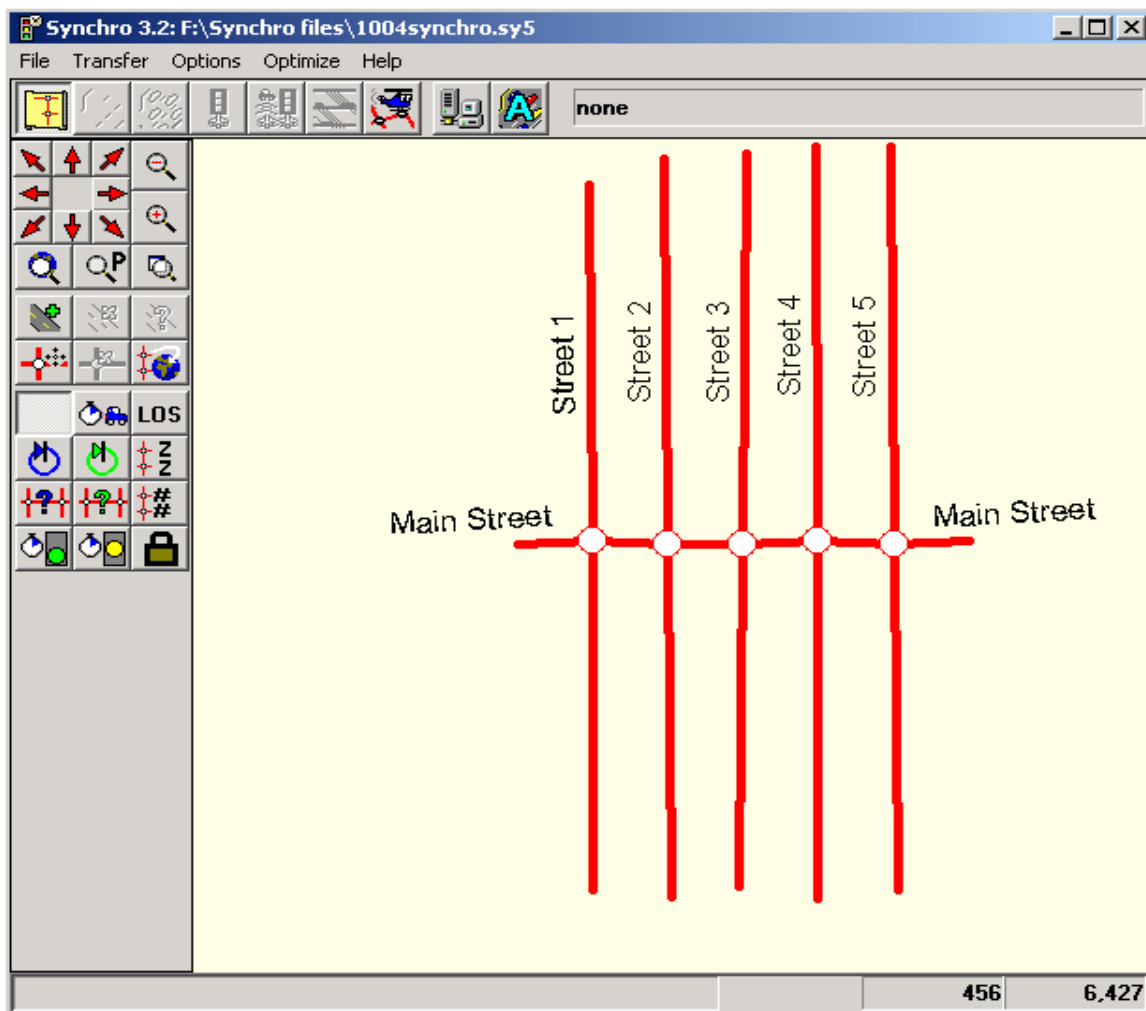 Synchro 3.2: F:\Synchro files\1004synchro.sy5
File Transfer Options Optimize Help
none
P
LOS
Z
Z
?
?
#
#
Street 1
Street 2
Street 3
Street 4
Street 5
Main Street
Main Street
456 6,427